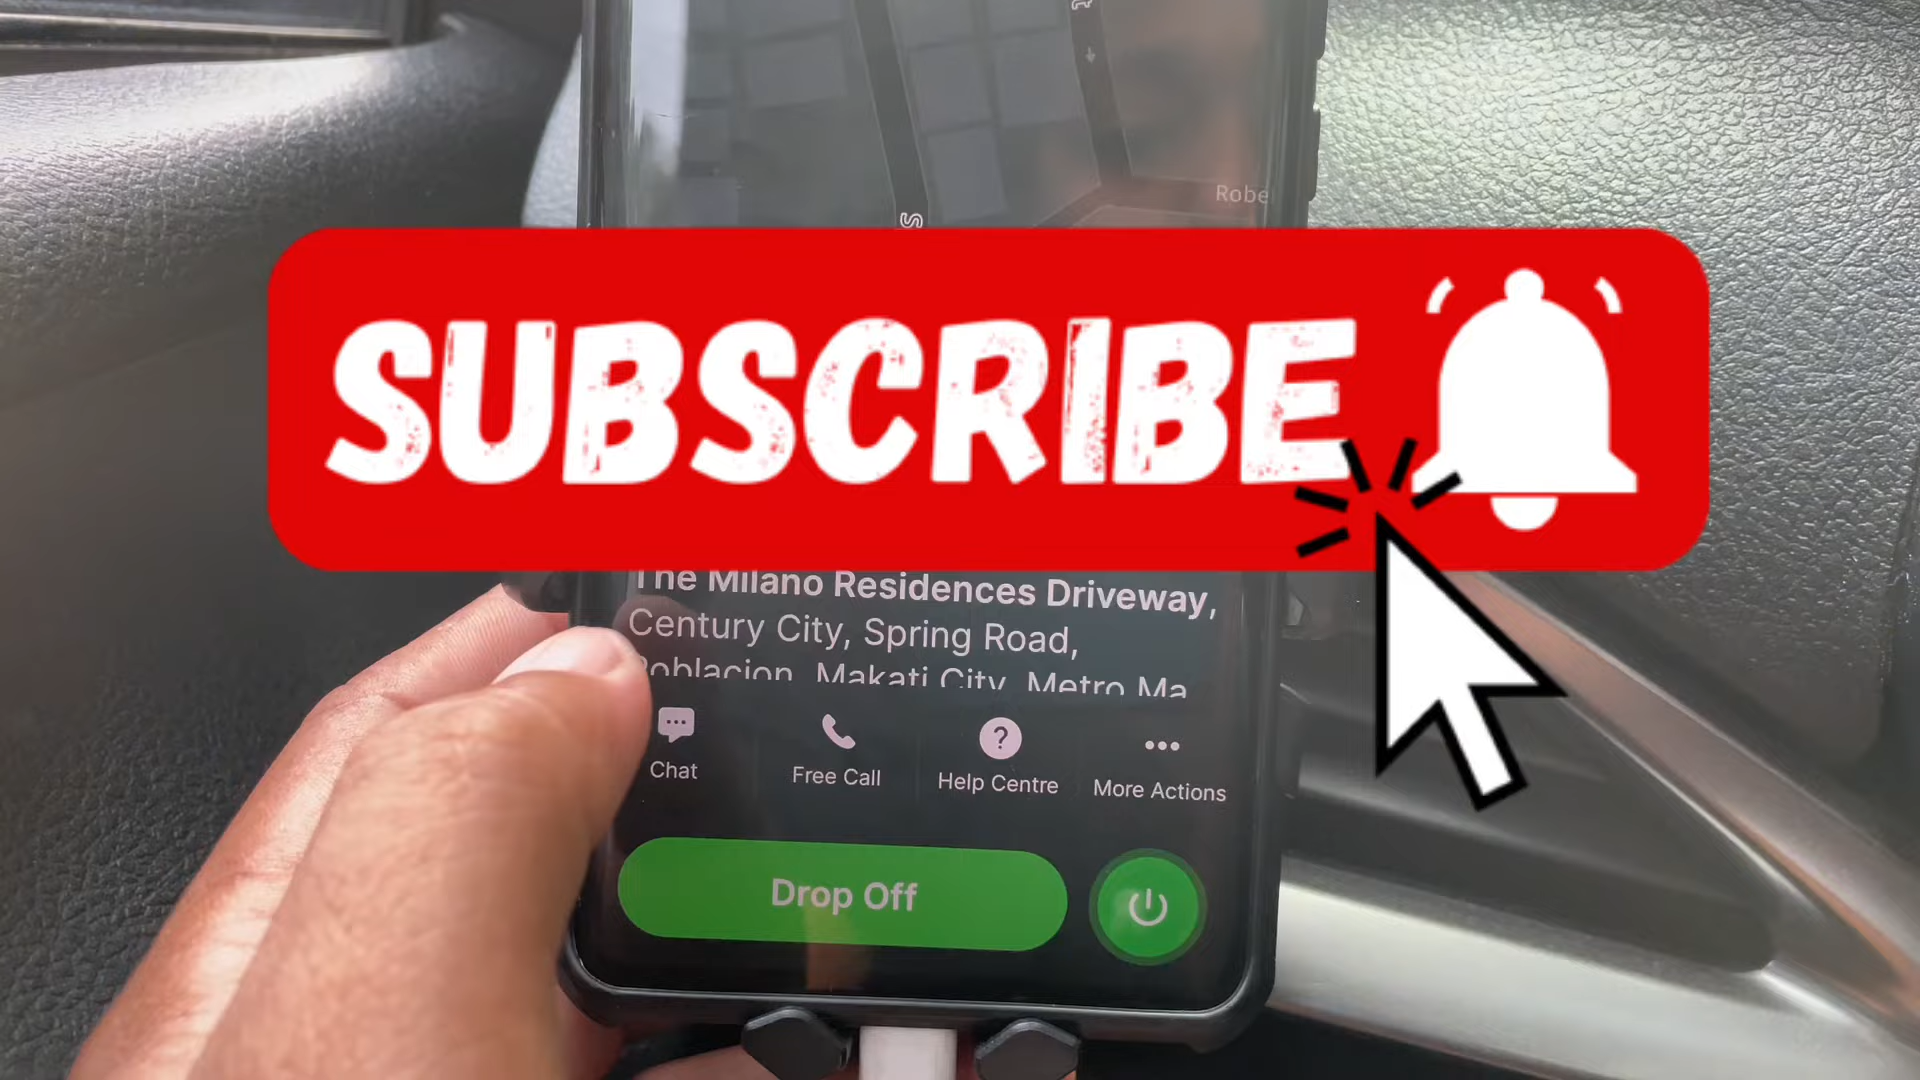 Robe
SUBSCRIBE
The Milano Residences Driveway,
Century City, Spring Road,
Poblacion, Makati City, Metro Ma
Chat
Free Call
Help Centre
More Actions
Drop Off